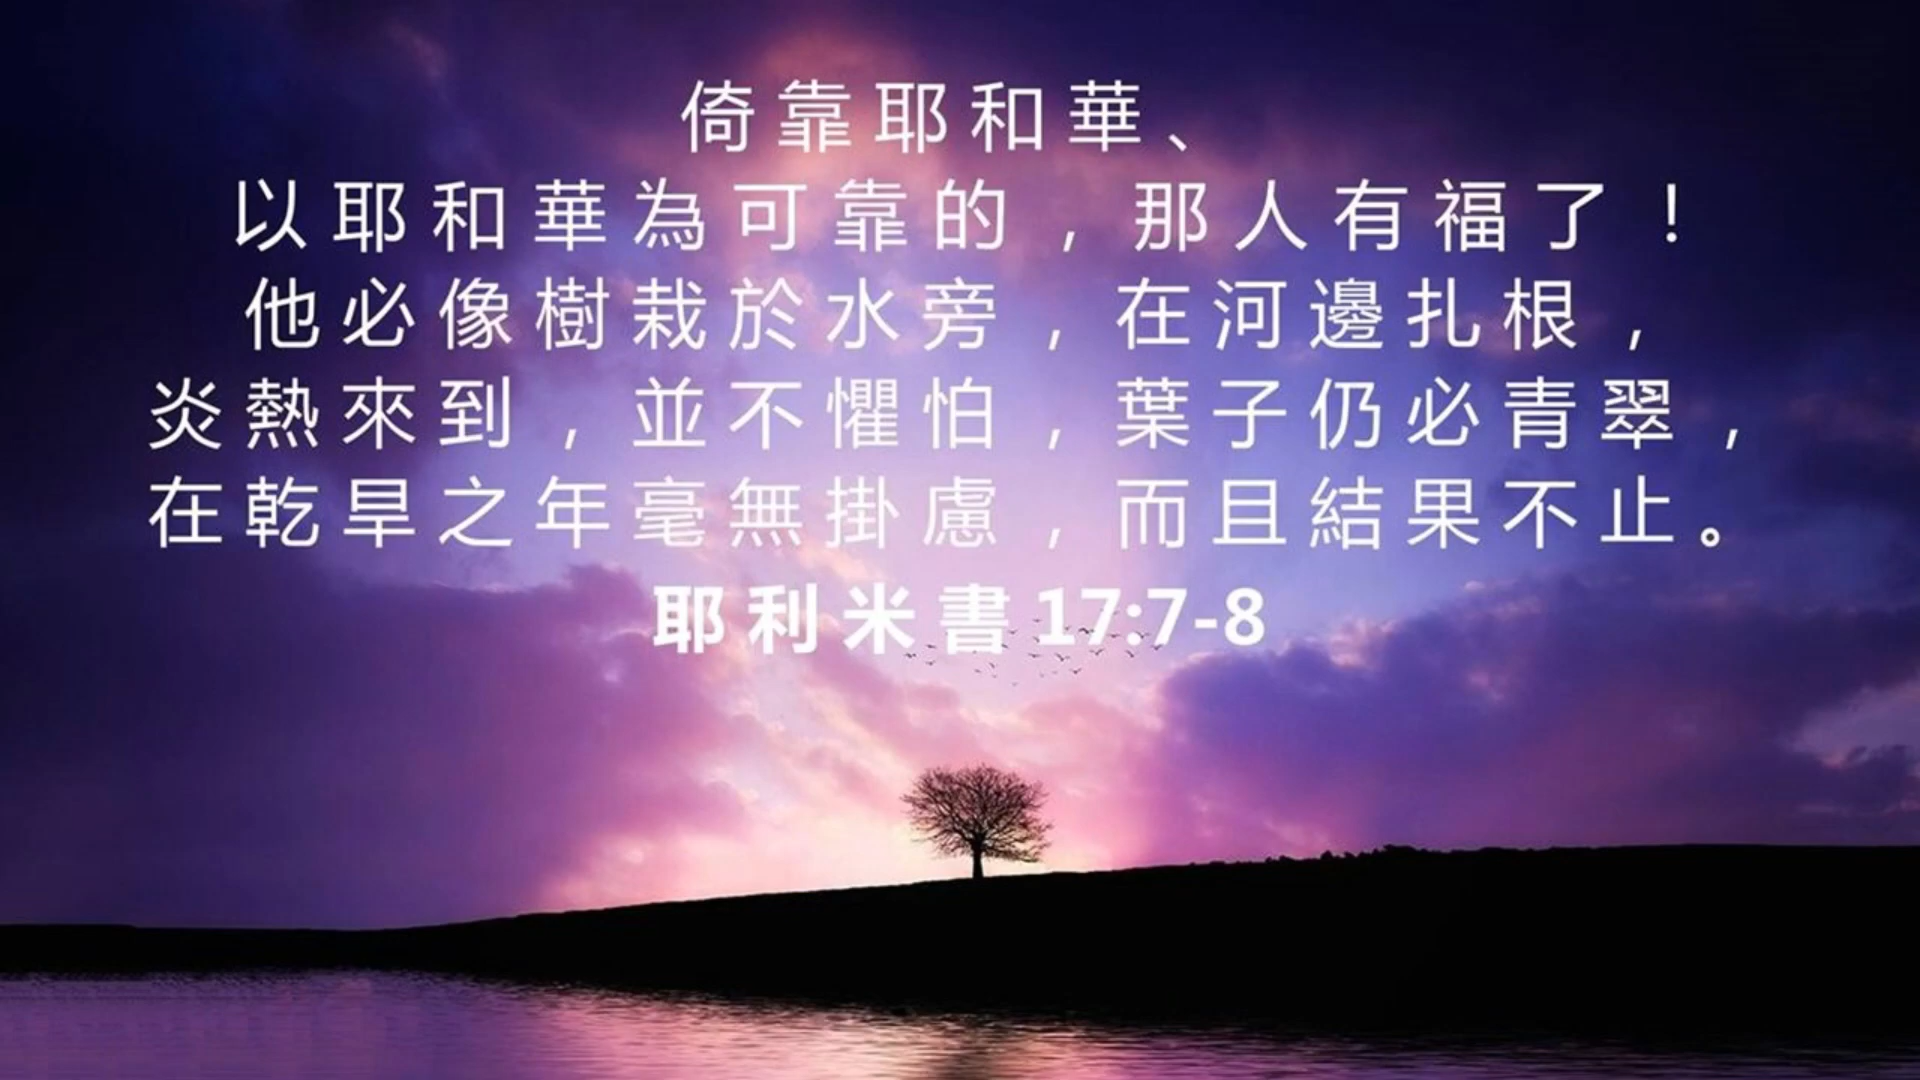 倚靠耶和華、
以耶和華為可靠的，那人有福了！
他必像樹栽於水旁，在河邊扎根，
炎熱來到，並不懼怕，葉子仍必青翠，
在乾旱之年毫無掛慮，而且結果不止。
耶利米書17:7-8